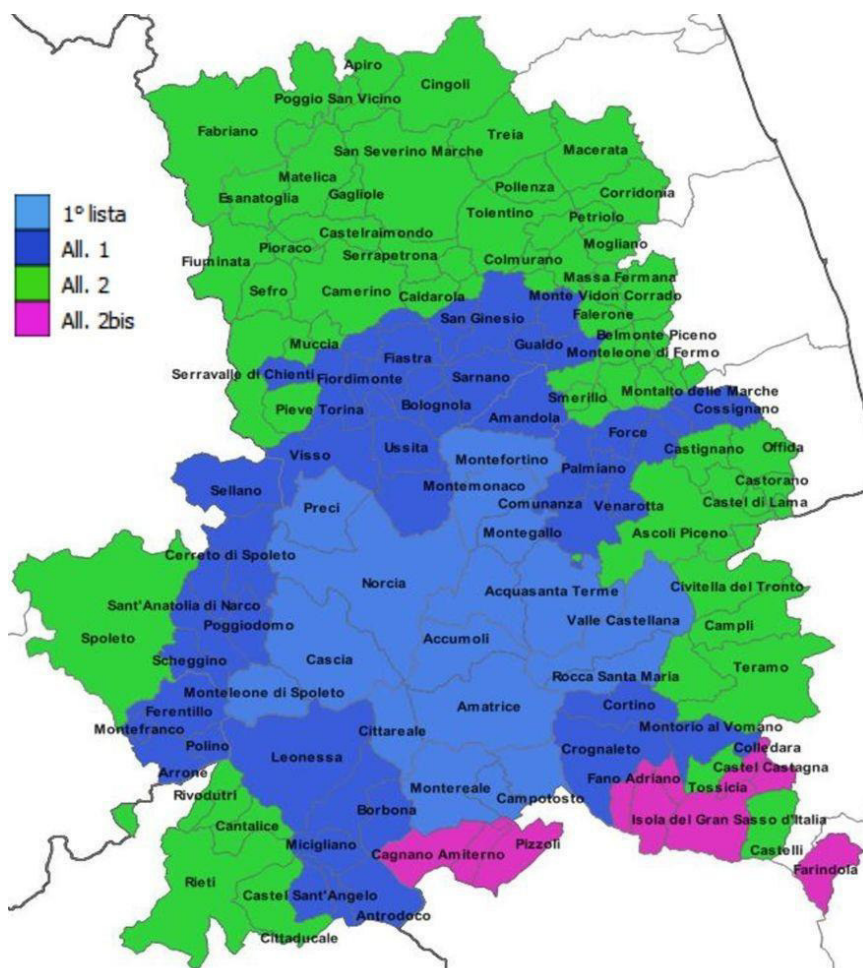 Apiro
Cingoli
Poggio San Vicino
Fabriano
Treia
San Severino Marche
Macerata
Matelica
Pollenza
Esanatoglia
Gagliole
Corridonia
Tolentino
Petriolo
Castelraimondo
Mogliano
Pioraco
Serrapetrona
Colmurano
Fiuminata
Massa Fermana
Sefro
Camerino
Caldarola
Monte Vidon Corrado
San Ginesio
Falerone
Muccia
Gualdo
Belmonte Piceno
Fiastra
Monteleone di Fermo
Serravalle di Chienti
Fiordimonte
Sarnano
Smerillo
Montalto delle Marche
Pieve Torina
Bolognola
Cossignano
Amandola
Force
Visso
Ussita
Castignano
Offida
Montefortino
Palmiano
Sellano
Montemonaco
Castorano
Preci
Comunanza
Venarotta
Castel di Lama
Montegallo
Ascoli Piceno
Cerreto di Spoleto
Norcia
Acquasanta Terme
Civitella del Tronto
Sant'Anatolia di Narco
Poggiodomo
Valle Castellana
Campli
Spoleto
Accumoli
Scheggino
Cascia
Teramo
Rocca Santa Maria
Monteleone di Spoleto
Ferentillo
Amatrice
Cortino
Montefranco
Cittareale
Montorio al Vomano
Polino
Leonessa
Crognaleto
Colledara
Arrone
Fano Adriano
Castel Castagna
Rivodutri
Montereale
Campotosto
Tossicia
Borbona
Isola del Gran Sasso d'Italia
Cantalice
Micigliano
Pizzoli
Cagnano Amiterno
Castelli
Rieti
Castel Sant'Angelo
Farindola
Antrodoco
Cittaducale
1° lista
All. 1
All. 2
All. 2bis